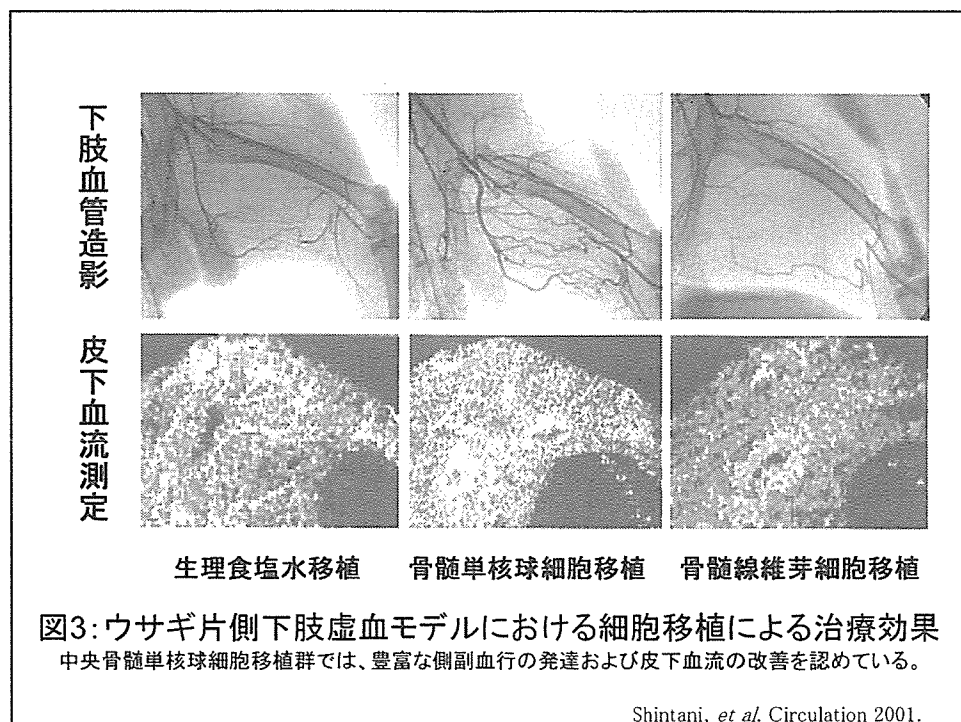 下肢血管造影
皮下血流測定
生理食塩水移植 骨髄単核球細胞移植 骨髄線維芽細胞移植
図3:ウサギ片側下肢虚血モデルにおける細胞移植による治療効果
中央骨髄単核球細胞移植群では、豊富な側副血行の発達および皮下血流の改善を認めている。
Shintani, et al. Circulation 2001.